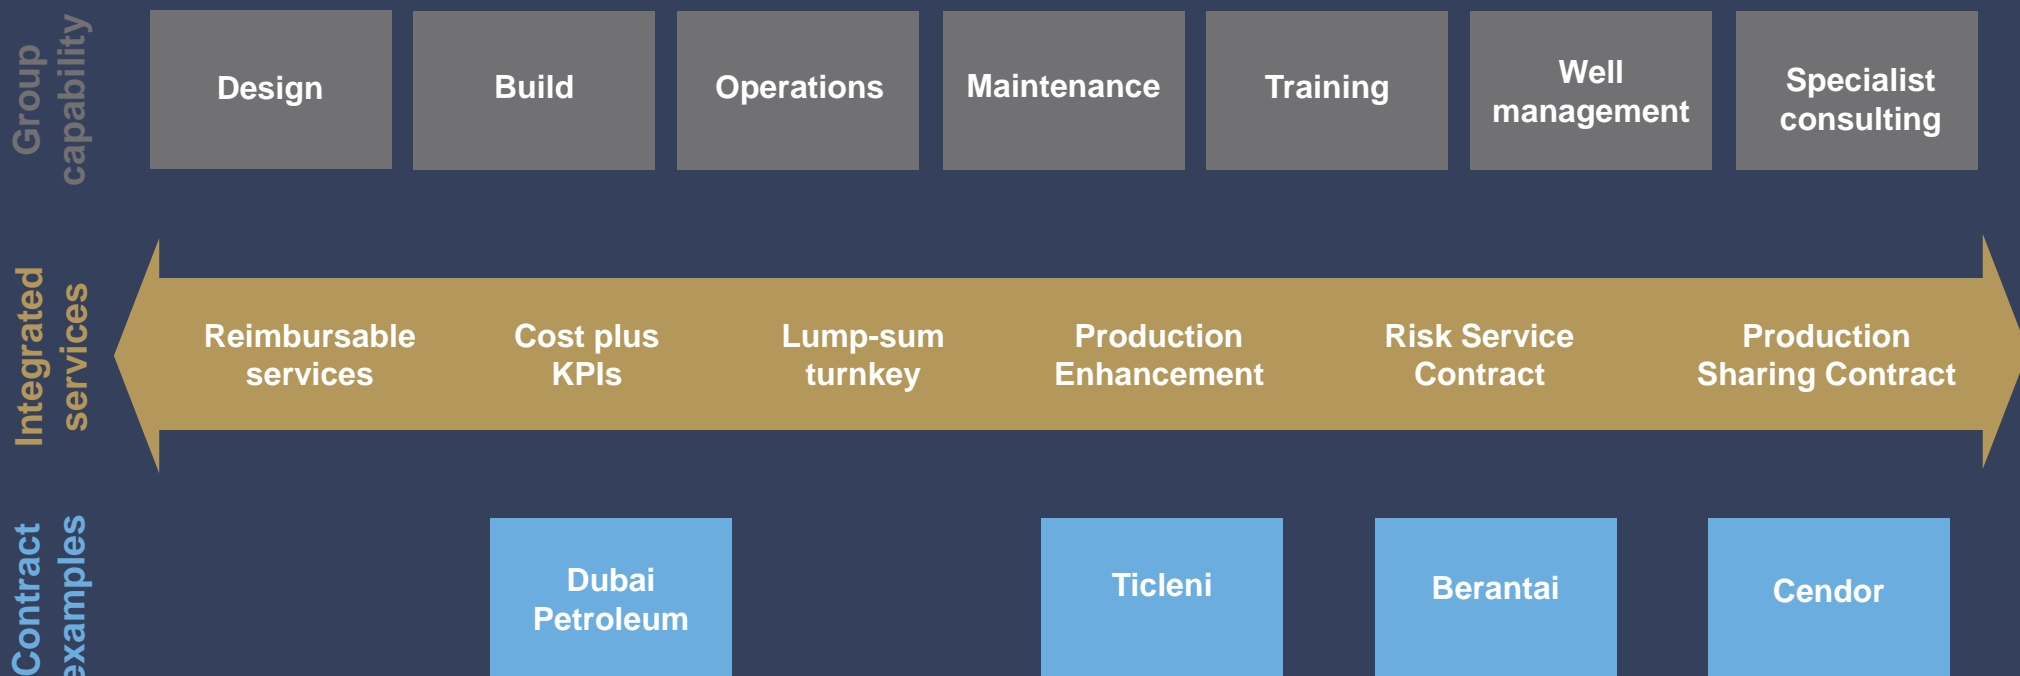 Group
capability
Design
Build
Operations
Maintenance
Training
Well
management
Specialist
consulting
Integrated
services
Reimbursable
services
Cost plus
KPIs
Lump-sum
turnkey
Production
Enhancement
Risk Service
Contract
Production
Sharing Contract
Contract
examples
Dubai
Petroleum
Ticleni
Berantai
Cendor